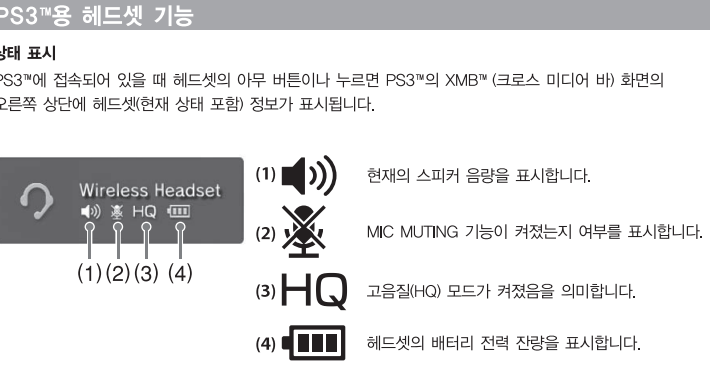 PS3™용 헤드셋 기능
상태 표시
PS3™에 접속되어 있을 때 헤드셋의 아무 버튼이나 누르면 PS3™의 XMB™ (크로스 미디어 바) 화면의
오른쪽 상단에 헤드셋(현재 상태 포함) 정보가 표시됩니다.
Wireless Headset
HQ
(1) (2) (3) (4)
(1) 현재의 스피커 음량을 표시합니다.
(2) MIC MUTING 기능이 켜졌는지 여부를 표시합니다.
(3) HQ 고음질(HQ) 모드가 켜졌음을 의미합니다.
(4) 헤드셋의 배터리 전력 잔량을 표시합니다.